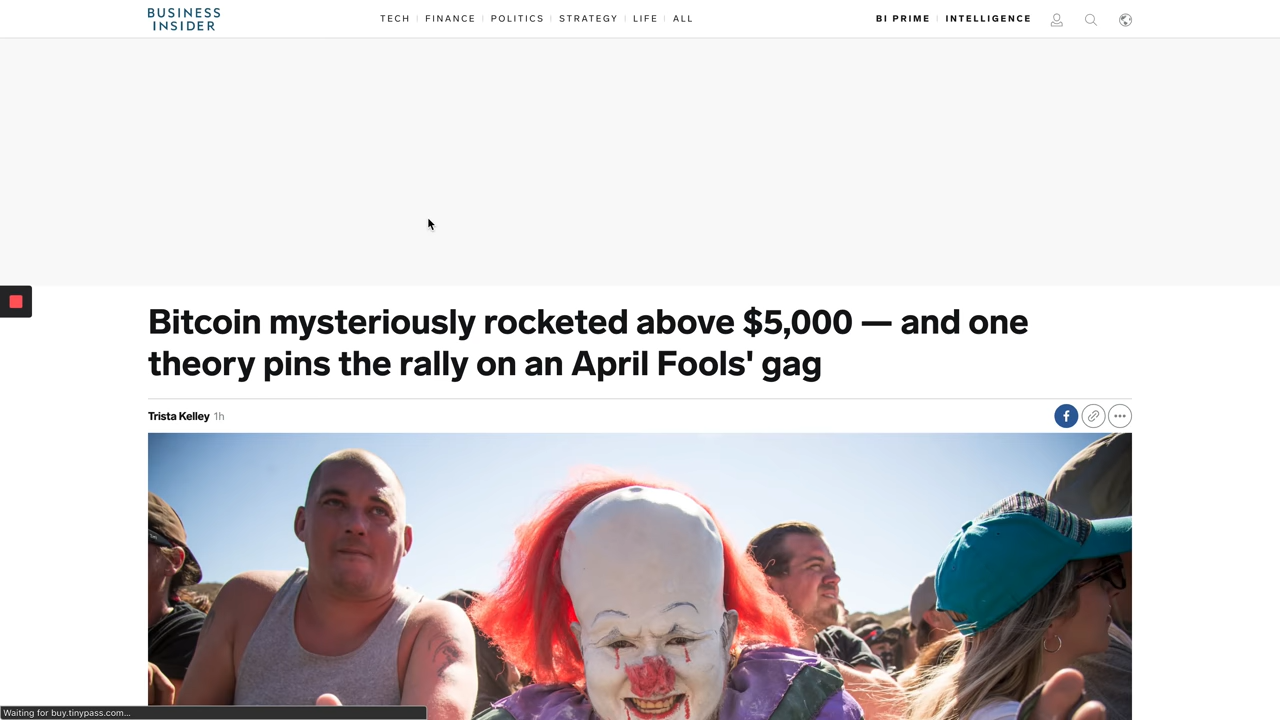 BUSINESS
INSIDER
TECH | FINANCE | POLITICS | STRATEGY | LIFE | ALL
BI PRIME | INTELLIGENCE
Bitcoin mysteriously rocketed above $5,000 — and one
theory pins the rally on an April Fools' gag
Trista Kelley 1h
f
Waiting for buy.tinypass.com...